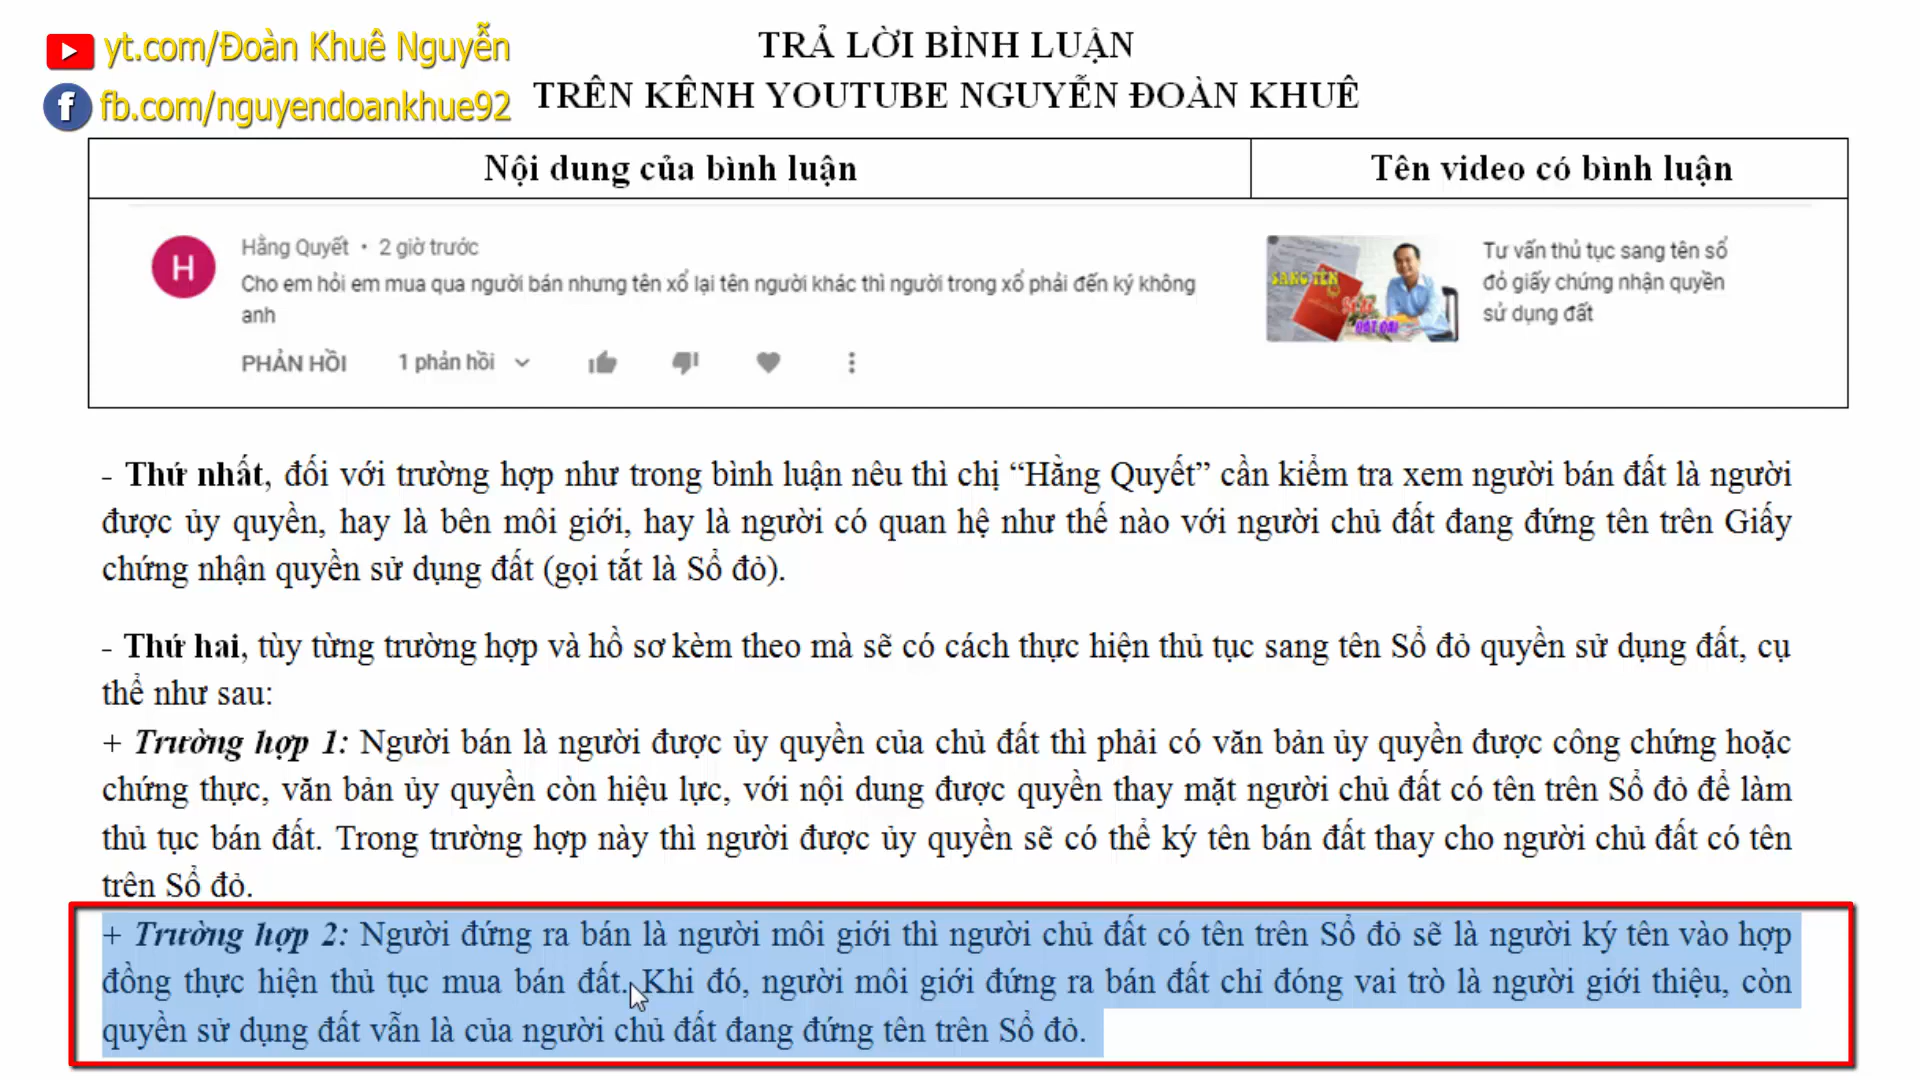 yt.com/Đoàn Khuê Nguyễn
fb.com/nguyendoankhue92
TRẢ LỜI BÌNH LUẬN
TRÊN KÊNH YOUTUBE NGUYỄN ĐOÀN KHUÊ
Nội dung của bình luận
Tên video có bình luận
H
Hằng Quyết • 2 giờ trước
Cho em hỏi em mua qua người bán nhưng tên xổ lại tên người khác thì người trong xổ phải đến ký không
anh
PHẢN HỒI 1 phản hồi
SANG TÊN
Sổ đỏ
ĐẤT ĐAI
Tư vấn thủ tục sang tên sổ
đỏ giấy chứng nhận quyền
sử dụng đất
- Thứ nhất, đối với trường hợp như trong bình luận nêu thì chị “Hằng Quyết” cần kiểm tra xem người bán đất là người
được ủy quyền, hay là bên môi giới, hay là người có quan hệ như thế nào với người chủ đất đang đứng tên trên Giấy
chứng nhận quyền sử dụng đất (gọi tắt là Sổ đỏ).
- Thứ hai, tùy từng trường hợp và hồ sơ kèm theo mà sẽ có cách thực hiện thủ tục sang tên Sổ đỏ quyền sử dụng đất, cụ
thể như sau:
+ Trường hợp 1: Người bán là người được ủy quyền của chủ đất thì phải có văn bản ủy quyền được công chứng hoặc
chứng thực, văn bản ủy quyền còn hiệu lực, với nội dung được quyền thay mặt người chủ đất có tên trên Sổ đỏ để làm
thủ tục bán đất. Trong trường hợp này thì người được ủy quyền sẽ có thể ký tên bán đất thay cho người chủ đất có tên
trên Sổ đỏ.
+ Trường hợp 2: Người đứng ra bán là người môi giới thì người chủ đất có tên trên Sổ đỏ sẽ là người ký tên vào hợp
đồng thực hiện thủ tục mua bán đất. Khi đó, người môi giới đứng ra bán đất chỉ đóng vai trò là người giới thiệu, còn
quyền sử dụng đất vẫn là của người chủ đất đang đứng tên trên Sổ đỏ.